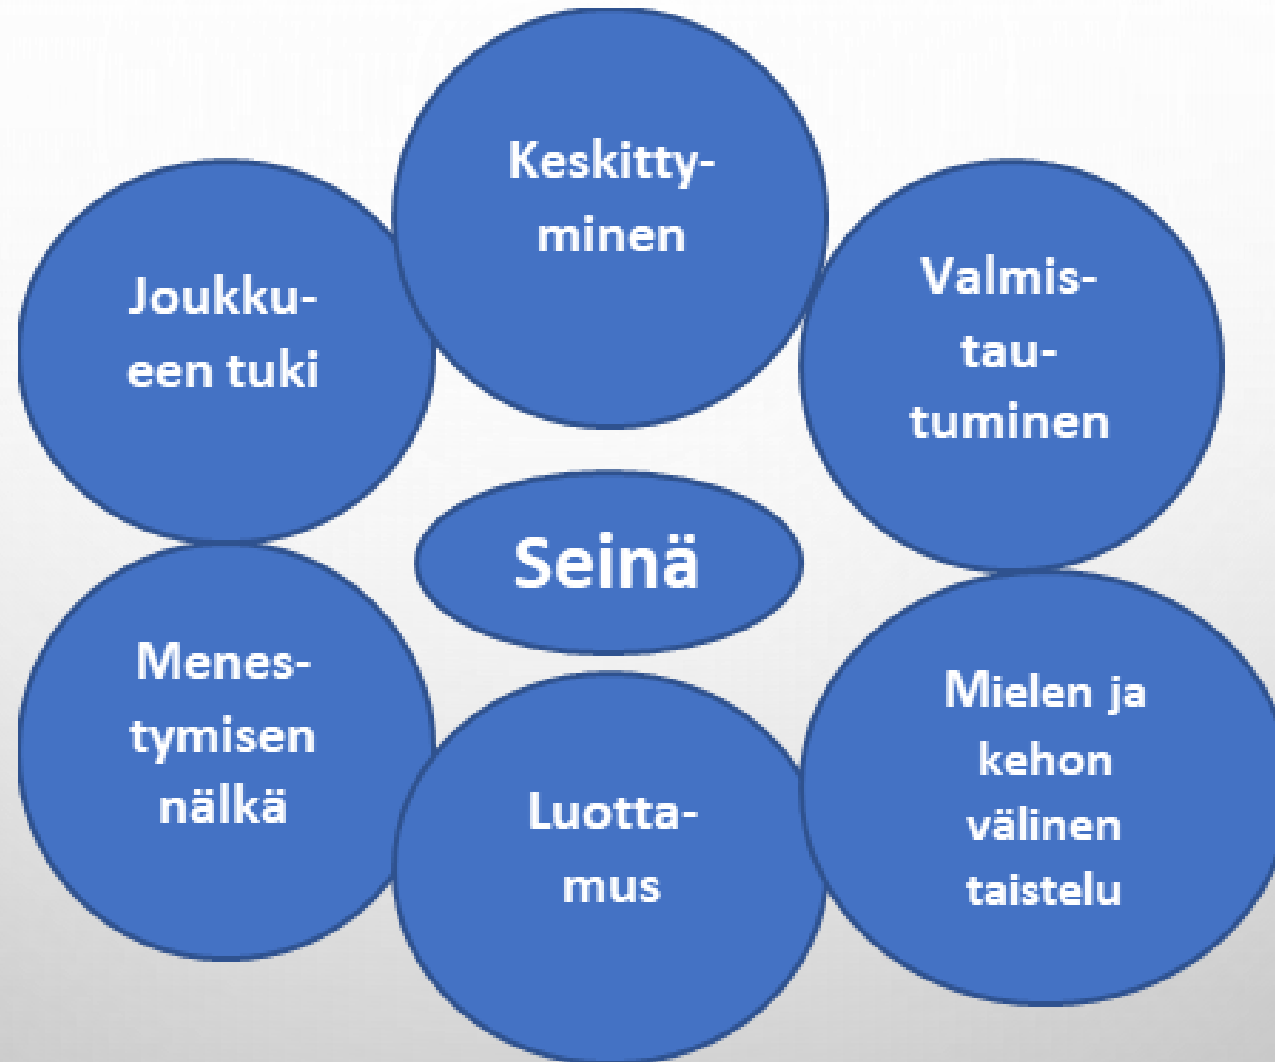 Keskitty-
minen
Joukku-
een tuki
Valmis-
tau-
tuminen
Seinä
Menes-
tymisen
nälkä
Luotta-
mus
Mielen ja
kehon
välinen
taistelu